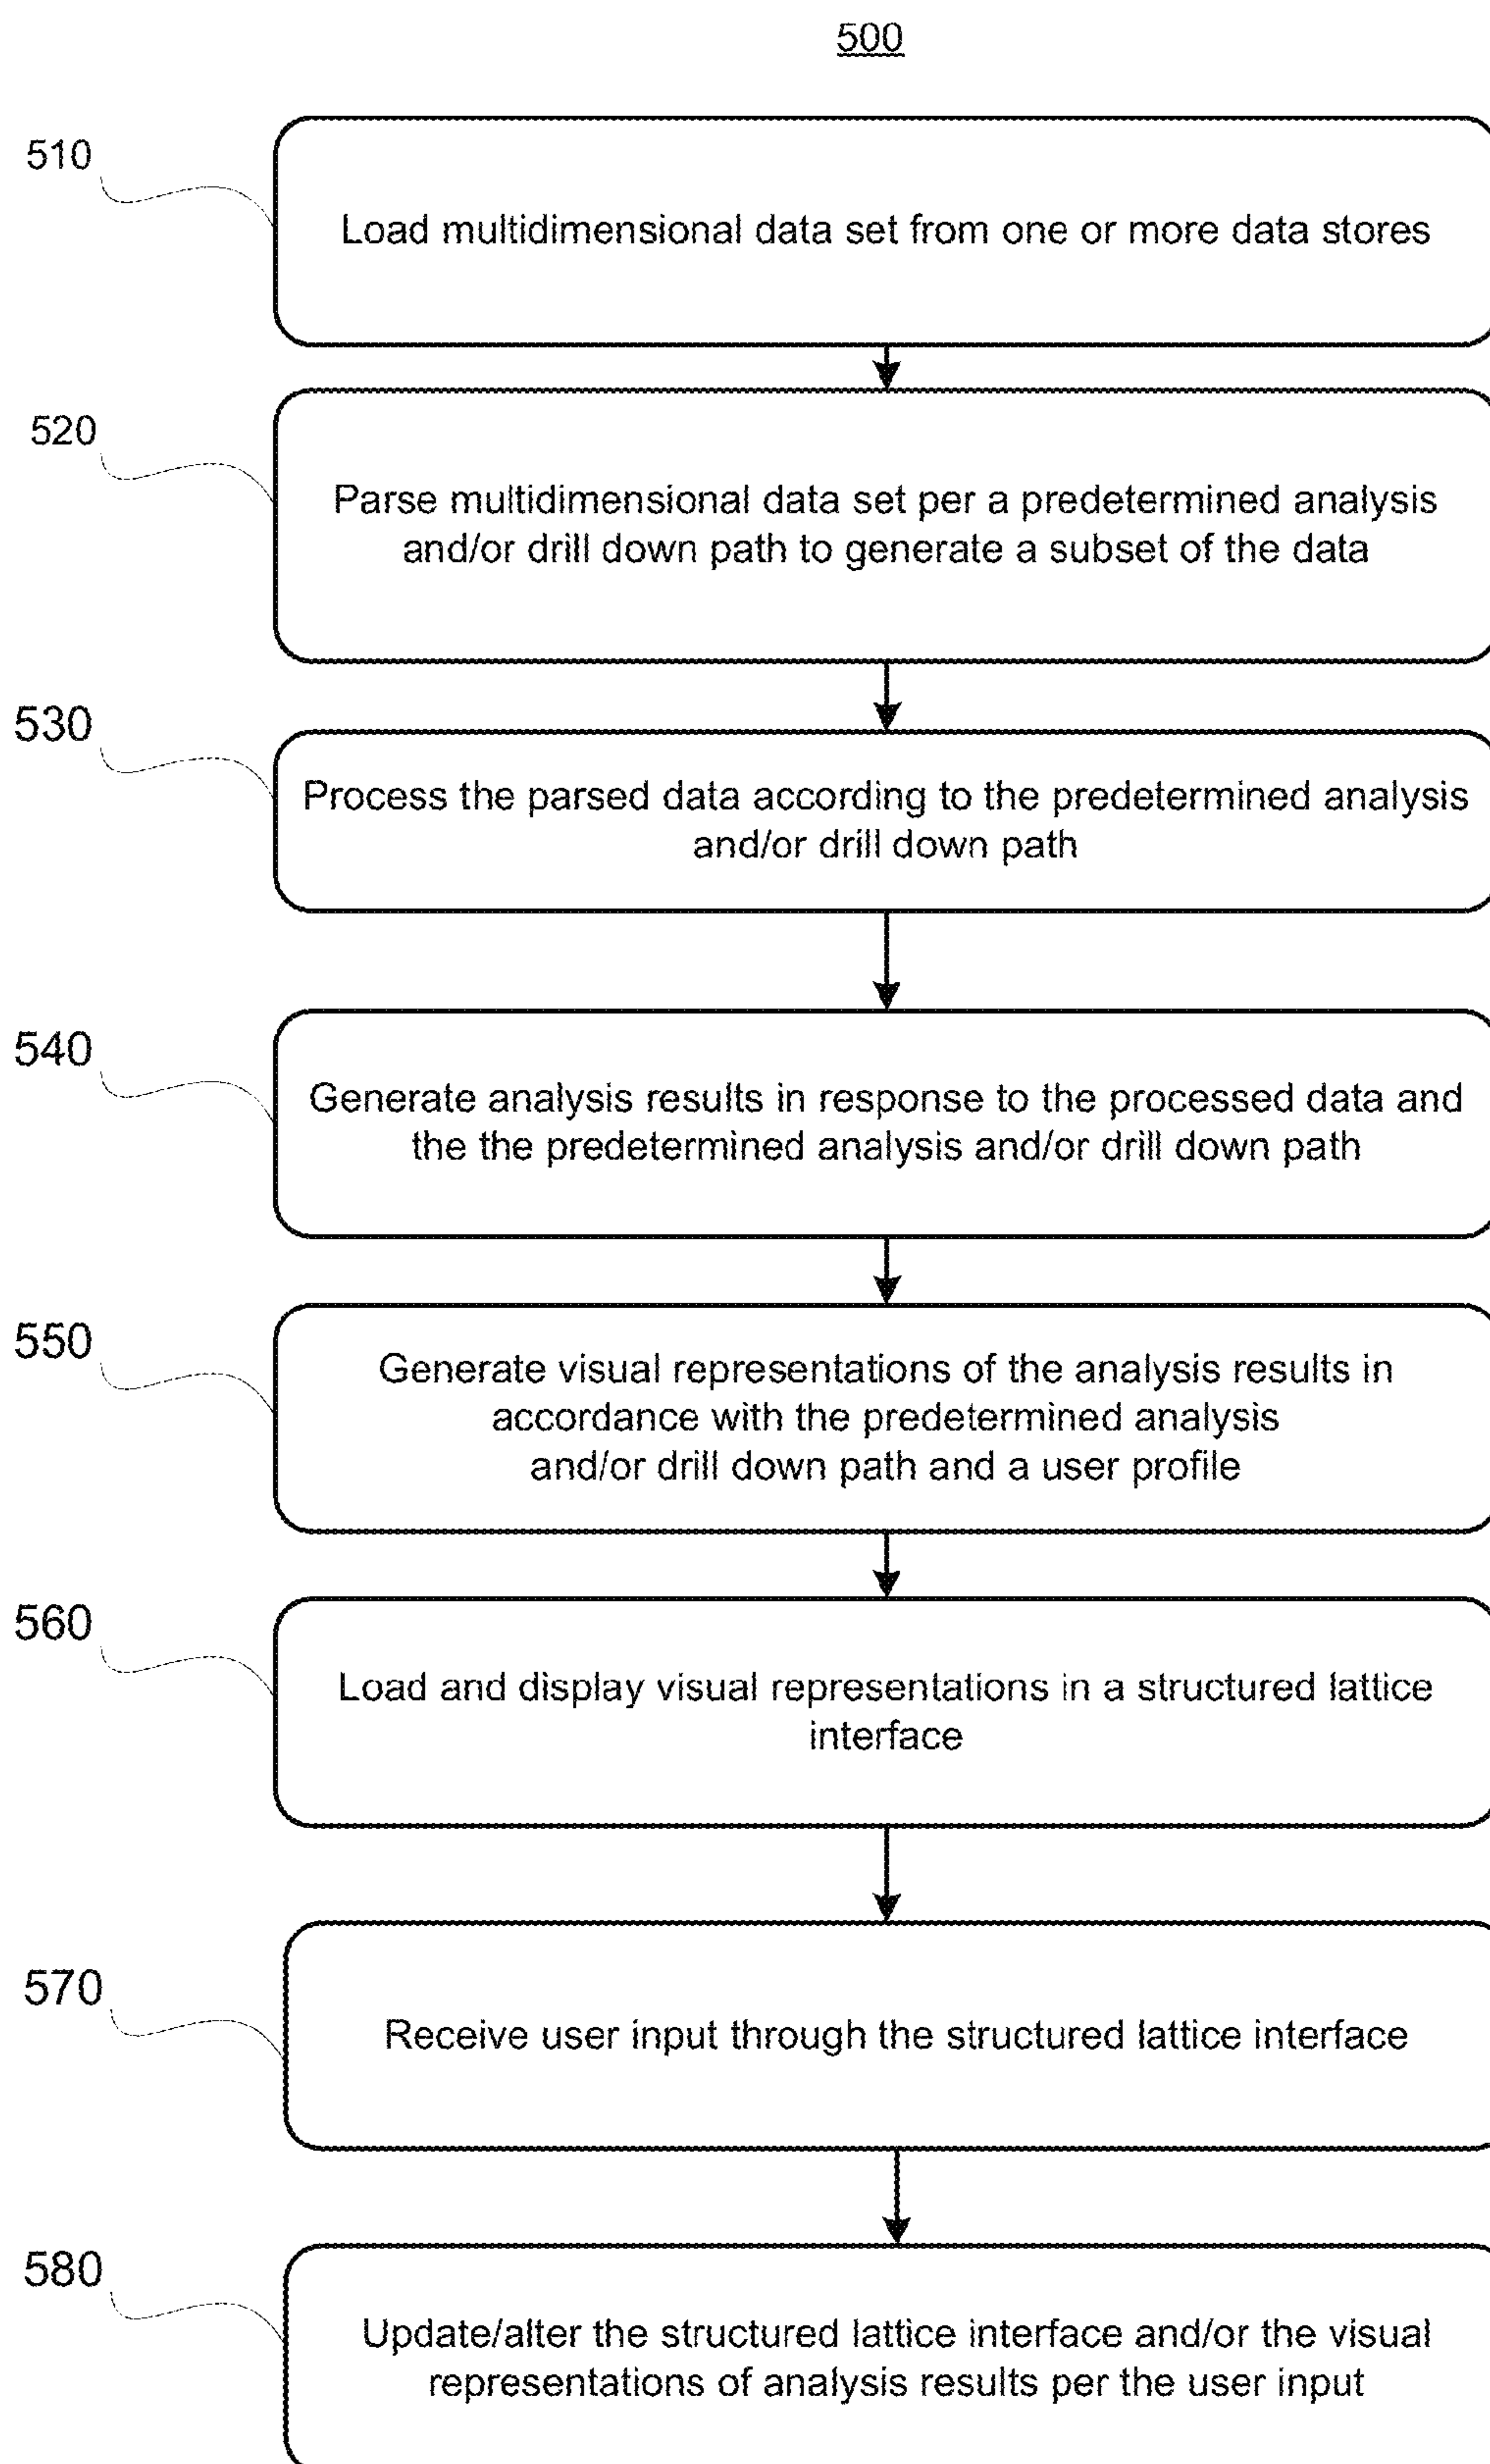 500
510
Load multidimensional data set from one or more data stores
520
Parse multidimensional data set per a predetermined analysis
and/or drill down path to generate a subset of the data
530
Process the parsed data according to the predetermined analysis
and/or drill down path
540
Generate analysis results in response to the processed data and
the the predetermined analysis and/or drill down path
550
Generate visual representations of the analysis results in
accordance with the predetermined analysis
and/or drill down path and a user profile
560
Load and display visual representations in a structured lattice
interface
570
Receive user input through the structured lattice interface
580
Update/alter the structured lattice interface and/or the visual
representations of analysis results per the user input